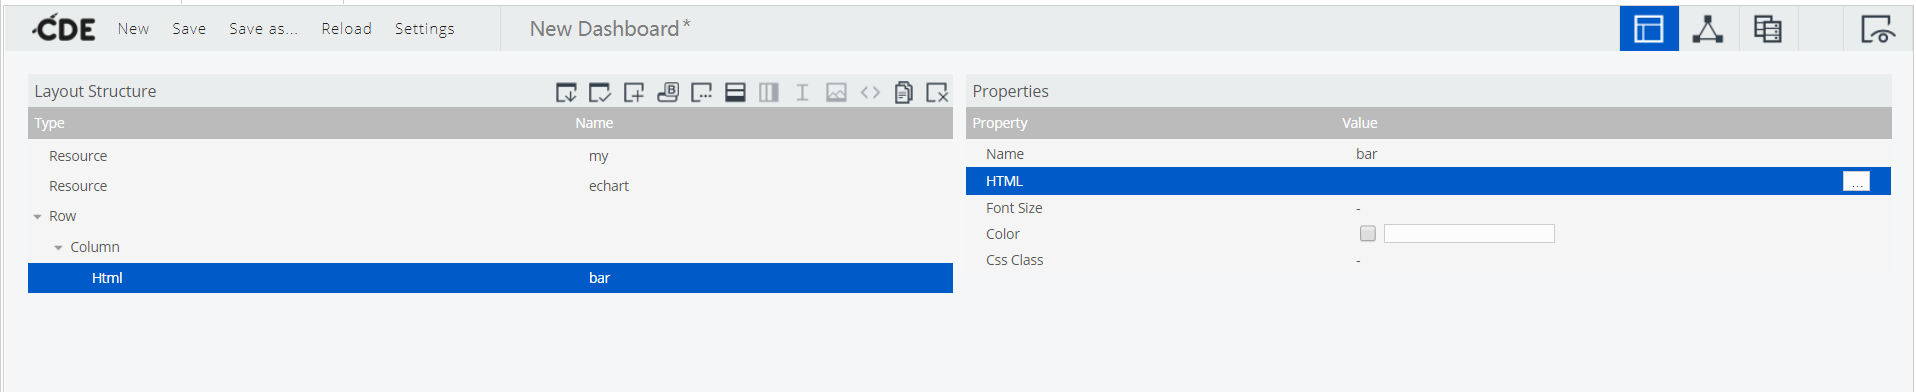 CDE New Save Save as... Reload Settings New Dashboard*
Layout Structure
Type Name
Resource my
Resource echart
Row
Column
Html bar
Properties
Property Value
Name bar
HTML ...
Font Size -
Color
Css Class -